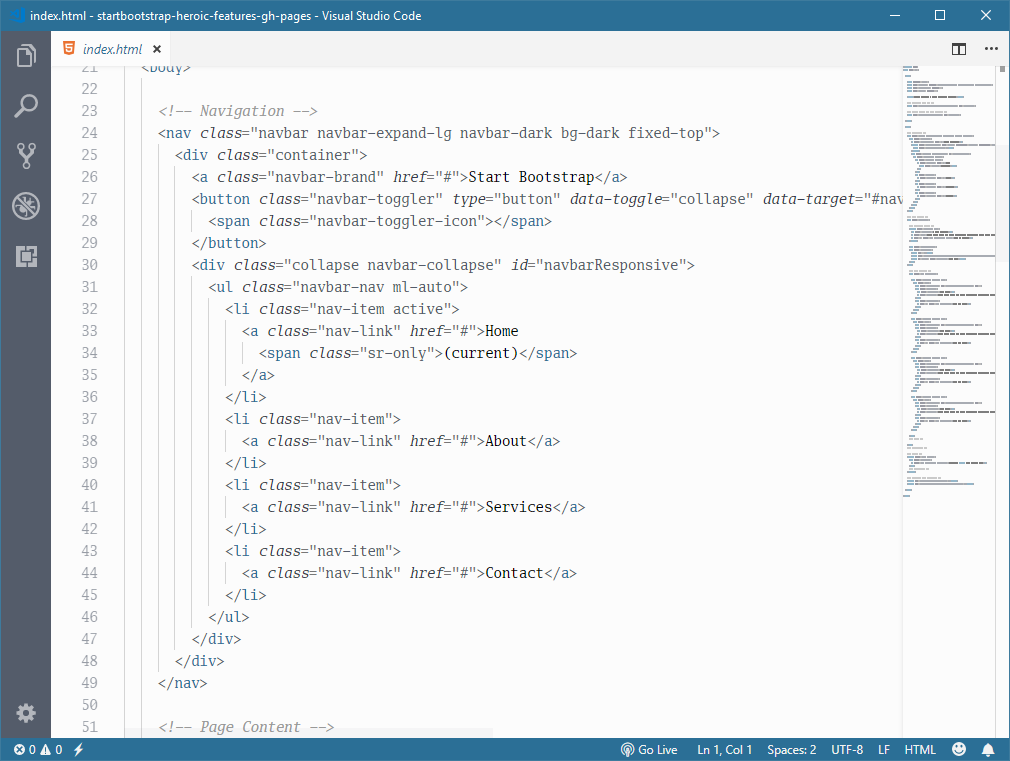 index.html - startbootstrap-heroic-features-gh-pages - Visual Studio Code
index.html
21 <body>
22
23 <!-- Navigation -->
24 <nav class="navbar navbar-expand-lg navbar-dark bg-dark fixed-top">
25 <div class="container">
26 <a class="navbar-brand" href="#">Start Bootstrap</a>
27 <button class="navbar-toggler" type="button" data-toggle="collapse" data-target="#nav
28 <span class="navbar-toggler-icon"></span>
29 </button>
30 <div class="collapse navbar-collapse" id="navbarResponsive">
31 <ul class="navbar-nav ml-auto">
32 <li class="nav-item active">
33 <a class="nav-link" href="#">Home
34 <span class="sr-only">(current)</span>
35 </a>
36 </li>
37 <li class="nav-item">
38 <a class="nav-link" href="#">About</a>
39 </li>
40 <li class="nav-item">
41 <a class="nav-link" href="#">Services</a>
42 </li>
43 <li class="nav-item">
44 <a class="nav-link" href="#">Contact</a>
45 </li>
46 </ul>
47 </div>
48 </div>
49 </nav>
50
51 <!-- Page Content -->
0 0 Go Live Ln 1, Col 1 Spaces: 2 UTF-8 LF HTML